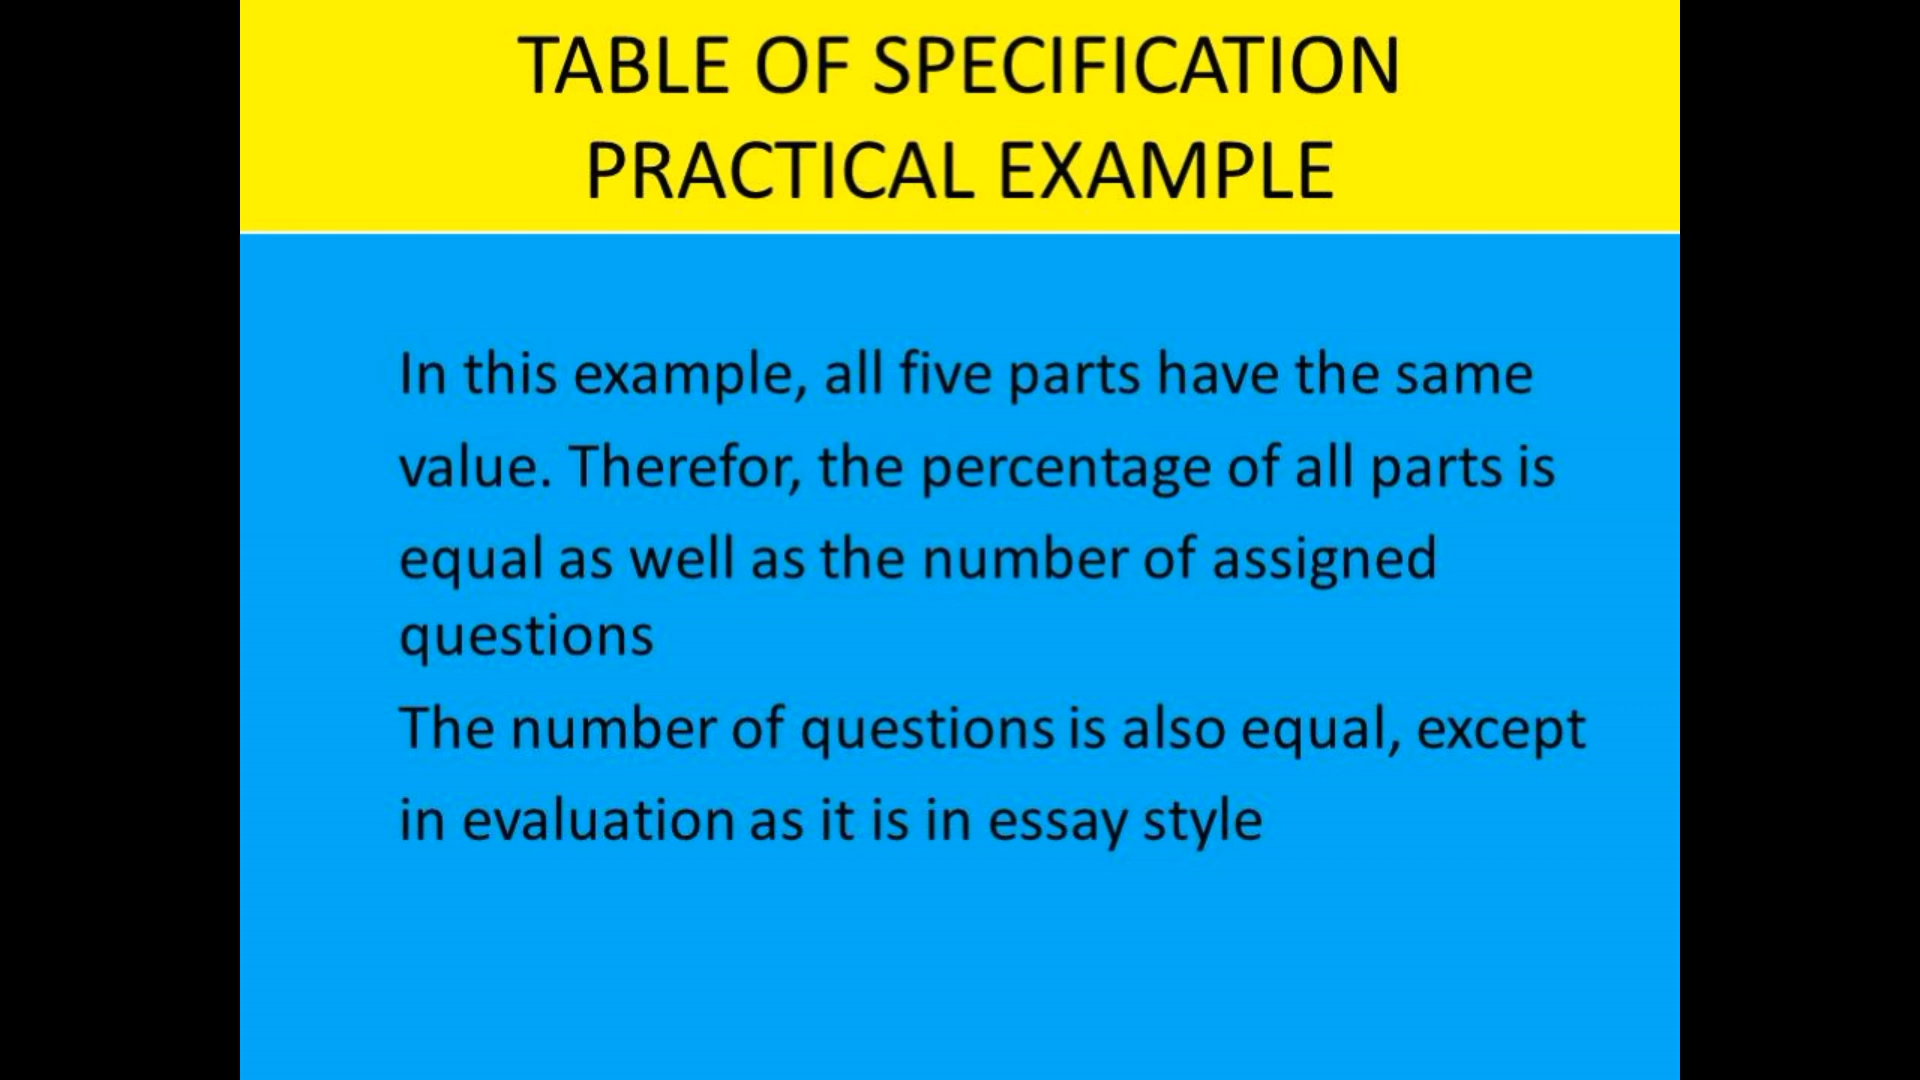 TABLE OF SPECIFICATION
PRACTICAL EXAMPLE
In this example, all five parts have the same
value. Therefor, the percentage of all parts is
equal as well as the number of assigned
questions
The number of questions is also equal, except
in evaluation as it is in essay style